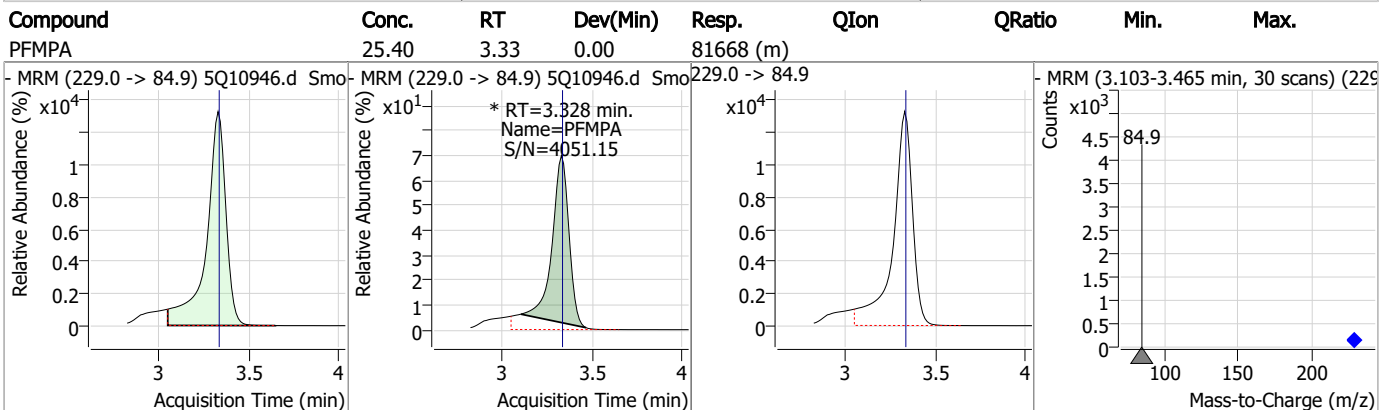 Compound Conc. RT Dev(Min) Resp. QIon QRatio Min. Max.
PFMPA 25.40 3.33 0.00 81668 (m)
- MRM (229.0 -> 84.9) 5Q10946.d Smo
Relative Abundance (%)
x10^4
1
0.8
0.6
0.4
0.2
0
3 3.5 4
Acquisition Time (min)
- MRM (229.0 -> 84.9) 5Q10946.d Smo
Relative Abundance (%)
x10^1
* RT=3.328 min.
Name=PFMPA
S/N=4051.15
7
6
5
4
3
2
1
0
3 3.5 4
Acquisition Time (min)
229.0 -> 84.9
x10^4
1
0.8
0.6
0.4
0.2
0
3 3.5
Acquisition Time (min)
- MRM (3.103-3.465 min, 30 scans) (229
Counts
x10^3
84.9
4.5
4
3.5
3
2.5
2
1.5
1
0.5
0
100 150 200
Mass-to-Charge (m/z)